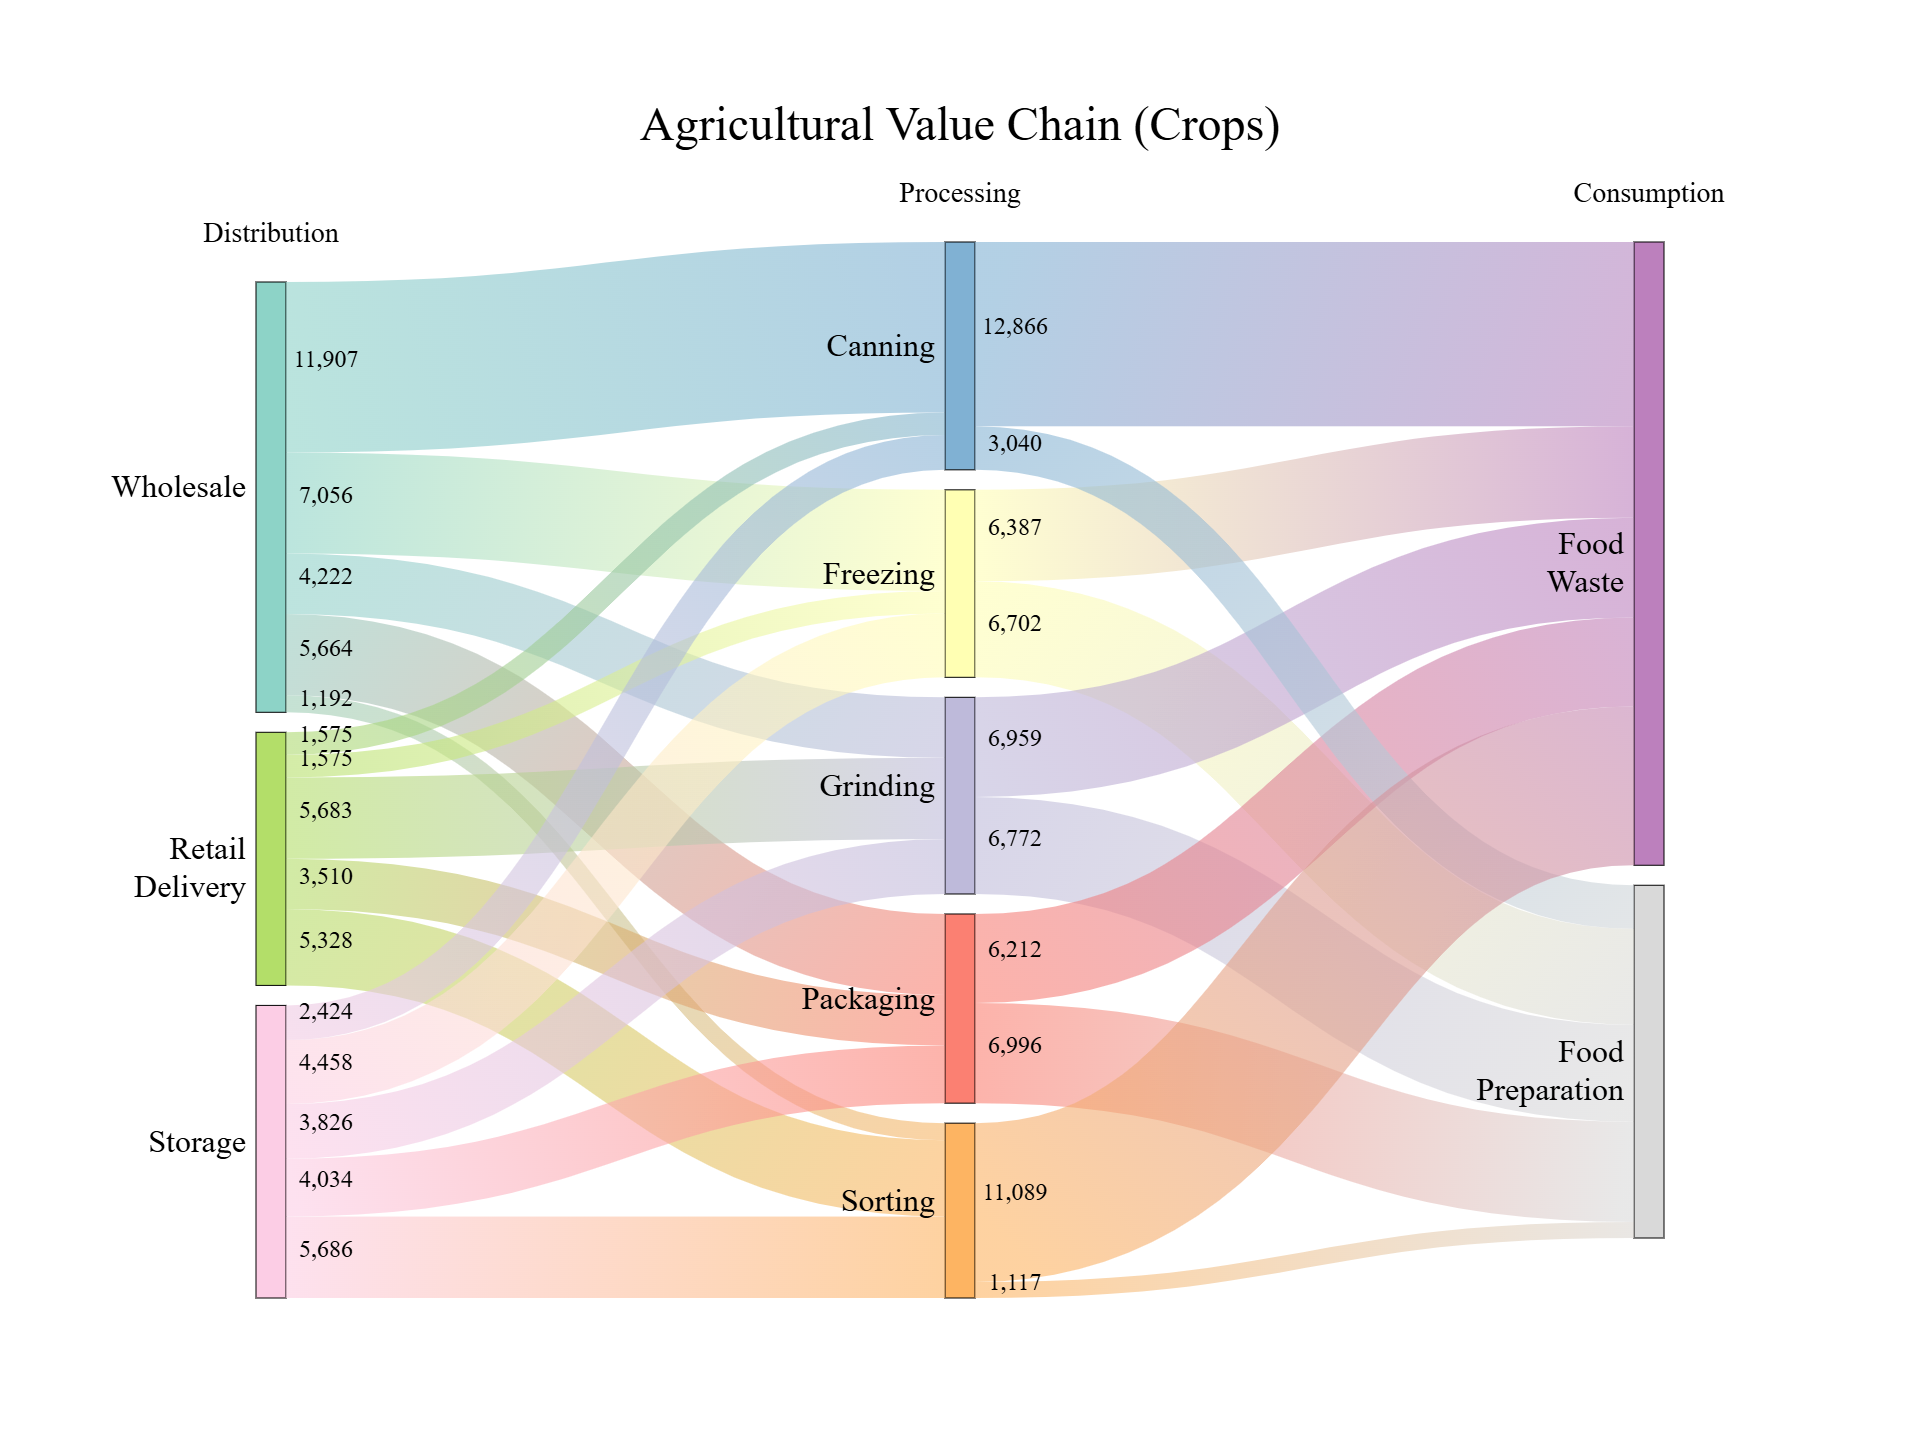 Agricultural Value Chain (Crops)
Distribution
Processing
Consumption
Wholesale
Retail
Delivery
Storage
11,907
7,056
4,222
5,664
1,192
1,575
1,575
5,683
3,510
5,328
2,424
4,458
3,826
4,034
5,686
Canning
Freezing
Grinding
Packaging
Sorting
12,866
3,040
6,387
6,702
6,959
6,772
6,212
6,996
11,089
1,117
Food
Waste
Food
Preparation